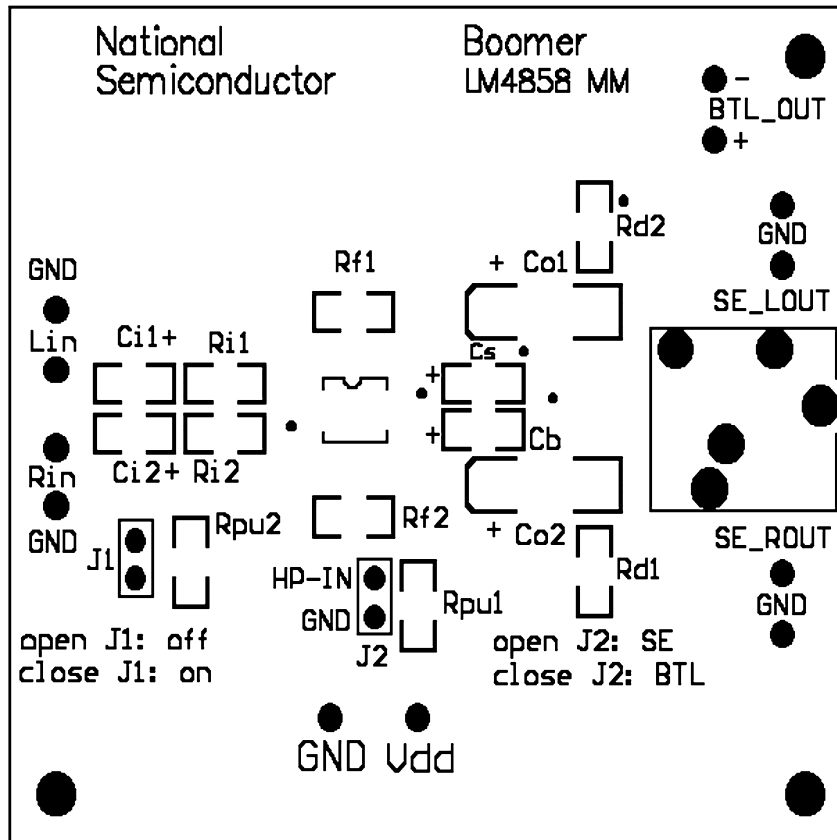 National
Semiconductor
Boomer
LM4858 MM
-
BTL_OUT
+
Rd2
GND
SE_LOUT
GND
Lin
Rf1
+ Co1
Ci1+
Ri1
Cs
+
+
Cb
Rin
Ci2+
Ri2
GND
J1
Rpu2
Rf2
+
Co2
SE_ROUT
Rd1
GND
HP-IN
GND
J2
Rpu1
open J1: off
close J1: on
open J2: SE
close J2: BTL
GND
Vdd